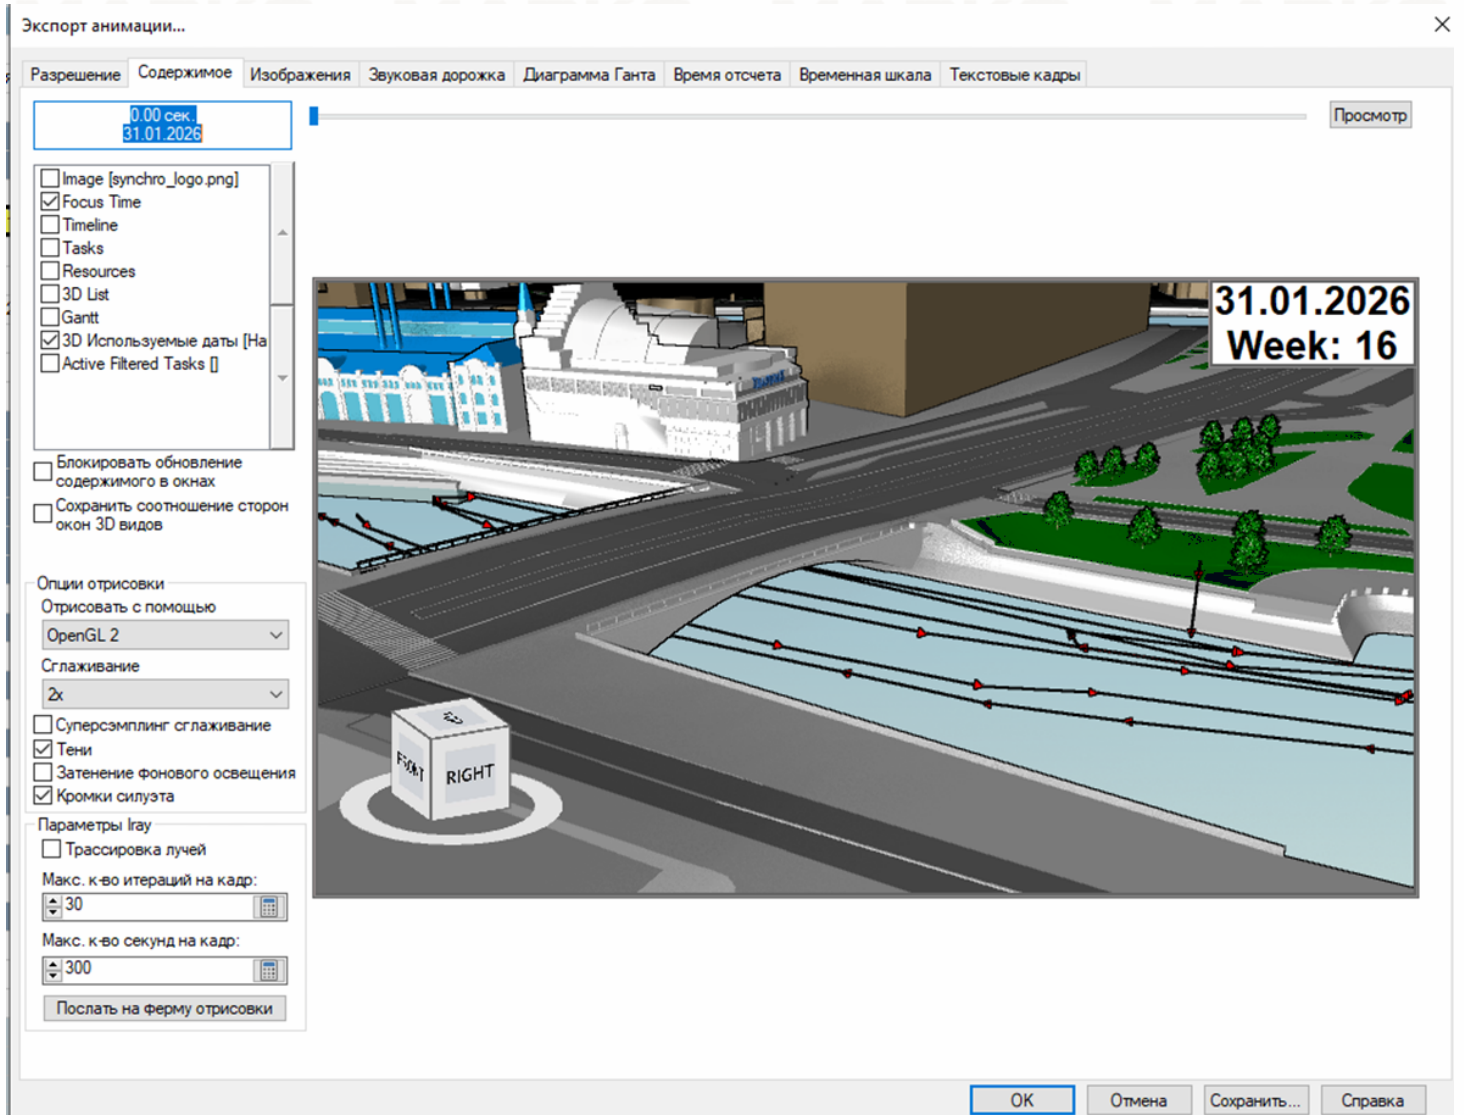 Экспорт анимации...
Разрешение
Содержимое
Изображения
Звуковая дорожка
Диаграмма Ганта
Время отсчета
Временная шкала
Текстовые кадры
0.00 сек.
31.01.2026
Просмотр
Image [synchro_logo.png]
Focus Time
Timeline
Tasks
Resources
3D List
Gantt
3D Используемые даты [На
Active Filtered Tasks []
Блокировать обновление
содержимого в окнах
Сохранить соотношение сторон
окон 3D видов
Опции отрисовки
Отрисовать с помощью
OpenGL 2
Сглаживание
2x
Суперсэмплинг сглаживание
Тени
Затенение фонового освещения
Кромки силуэта
Параметры Iray
Трассировка лучей
Макс. к-во итераций на кадр:
30
Макс. к-во секунд на кадр:
300
Послать на ферму отрисовки
31.01.2026
Week: 16
TOP
FRONT
RIGHT
OK
Отмена
Сохранить...
Справка